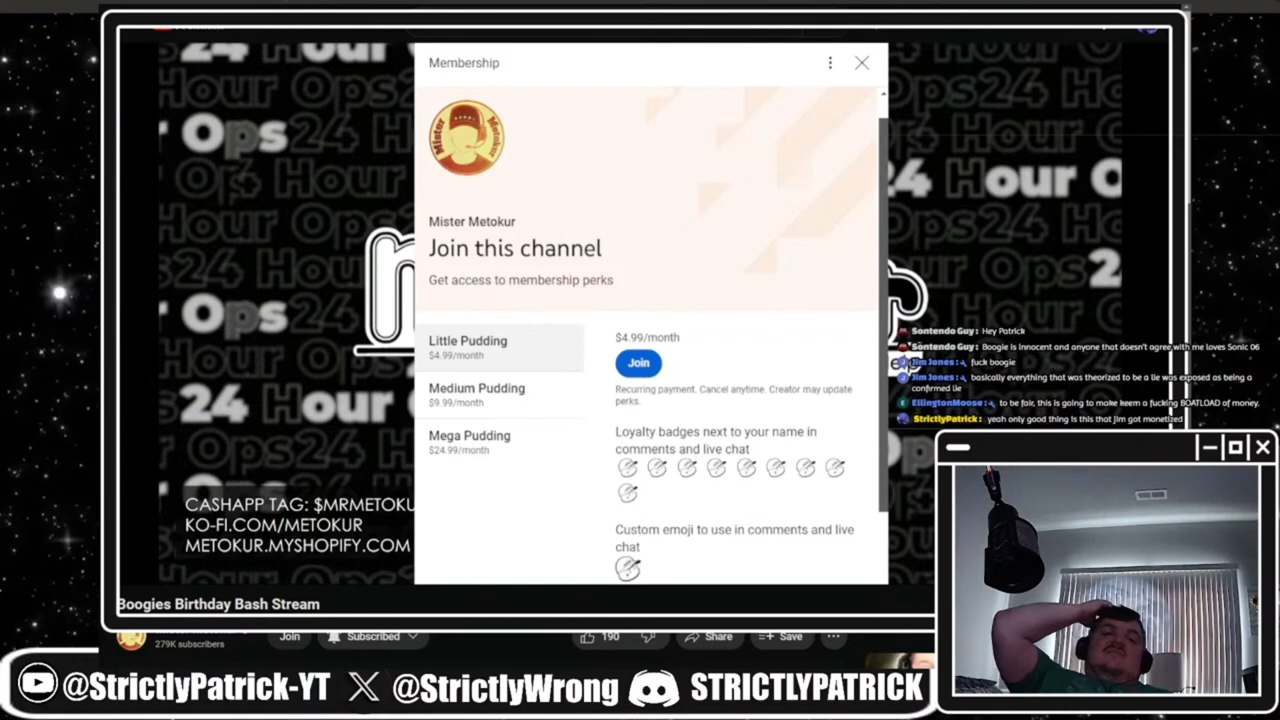 Membership
Mister Metokur
Mister Metokur
Join this channel
Get access to membership perks
Little Pudding
$4.99/month
Medium Pudding
$9.99/month
Mega Pudding
$24.99/month
$4.99/month
Join
Recurring payment. Cancel anytime. Creator may update
perks.
Loyalty badges next to your name in
comments and live chat
Custom emoji to use in comments and live
chat
24 Hour Ops
CASHAPP TAG: $MRMETOKU
KO-FI.COM/METOKUR
METOKUR.MYSHOPIFY.COM
Sontendo Guy: Hey Patrick
Sontendo Guy: Boogie is innocent and anyone that doesn't agree with me loves Sonic 06
Jim Jones: fuck boogie
Jim Jones: basically everything that was theorized to be a lie was exposed as being a
confirmed lie
EllingtonMoose: to be fair, this is going to make keem a fucking BOATLOAD of money.
StrictlyPatrick: yeah only good thing is this that Jim got monetized
Boogies Birthday Bash Stream
279K subscribers
Join
Subscribed
190
Share
Save
@StrictlyPatrick-YT
@StrictlyWrong
STRICTLYPATRICK